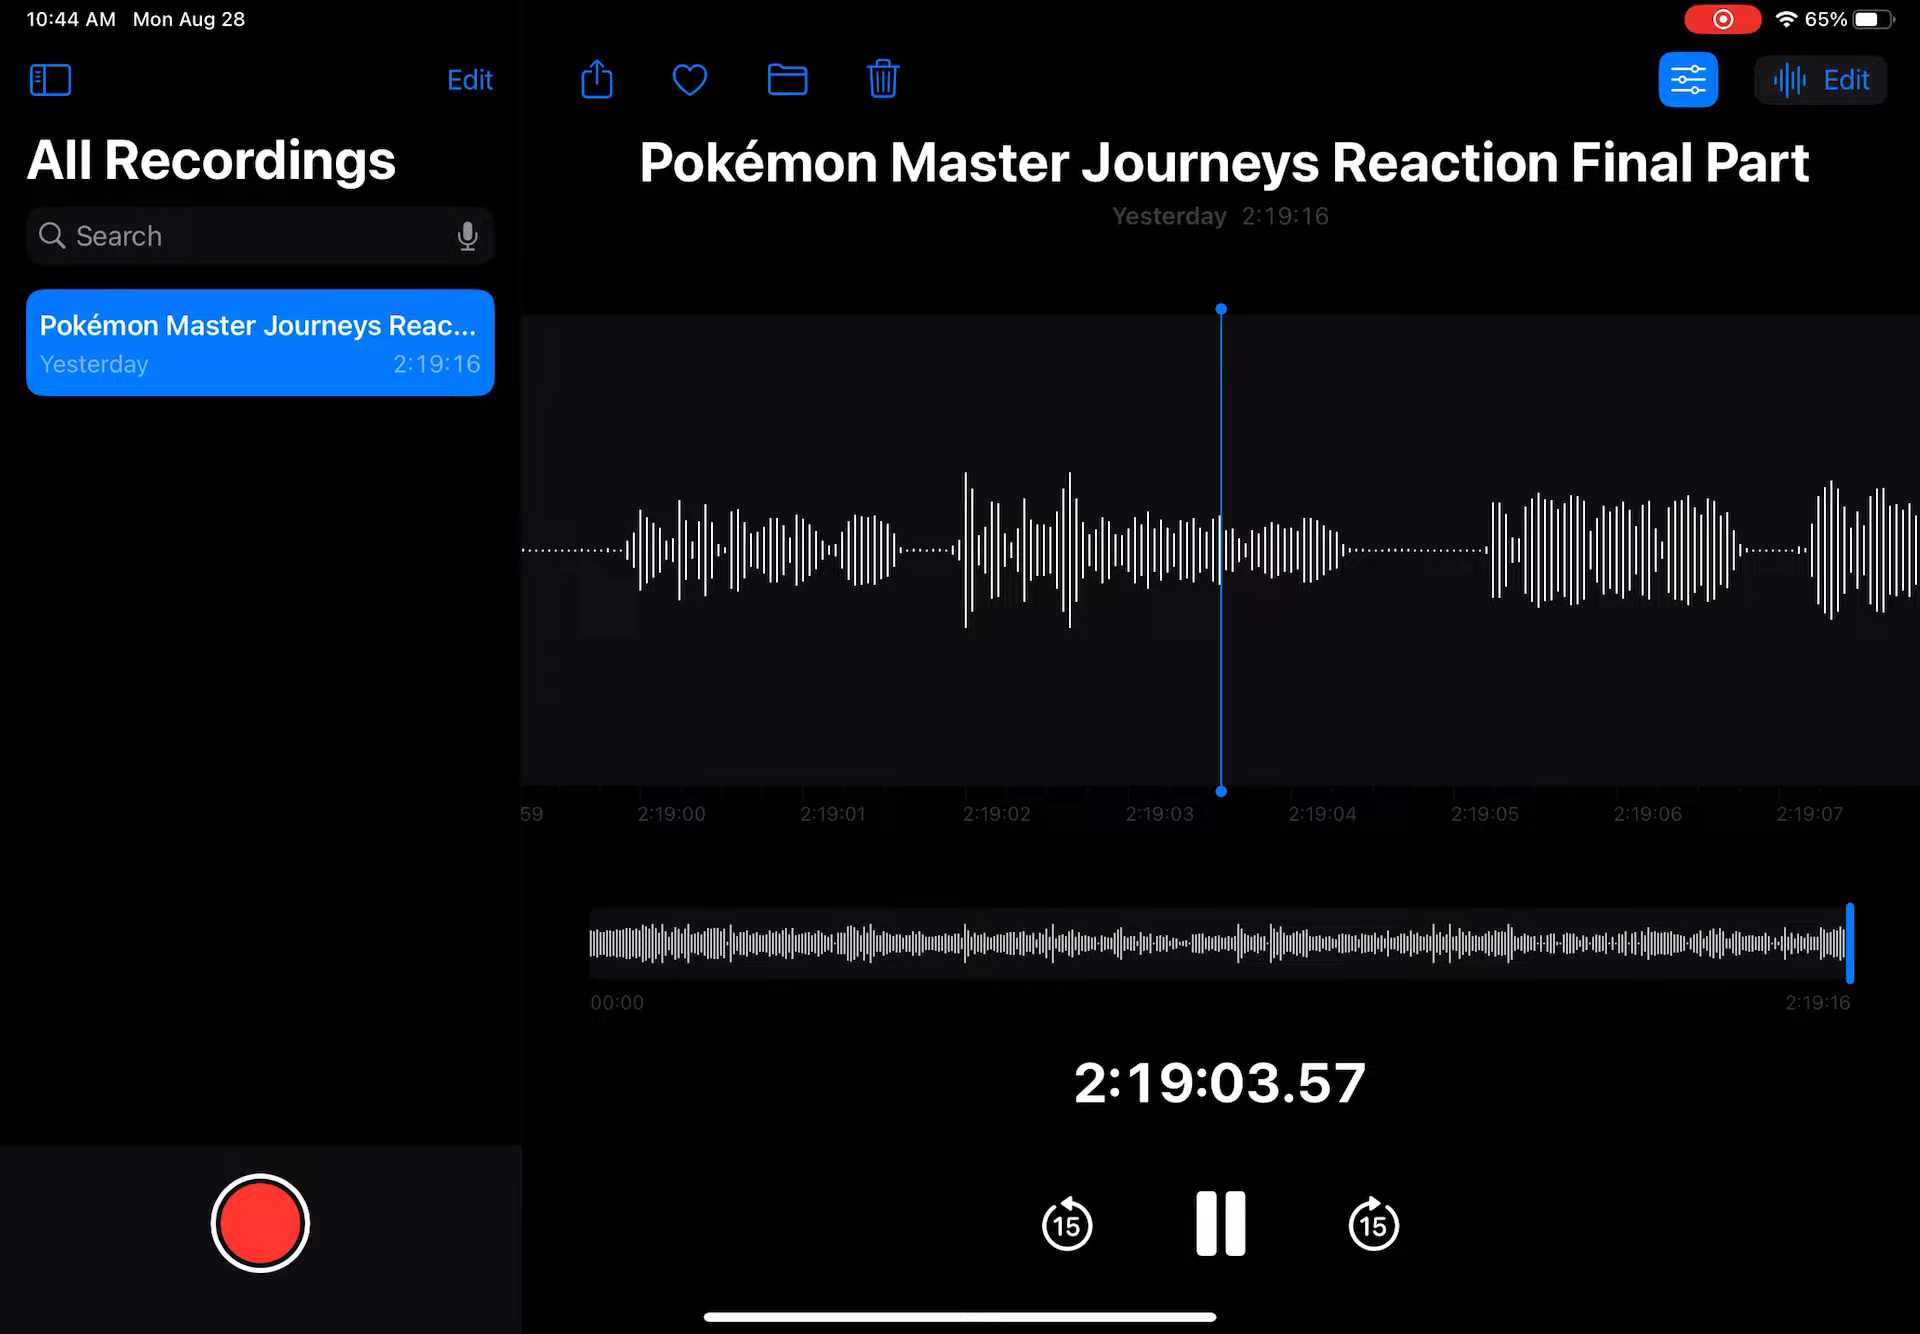 10:44 AM Mon Aug 28
65%
Edit
Edit
All Recordings
Search
Pokémon Master Journeys Reac...
Yesterday 2:19:16
Pokémon Master Journeys Reaction Final Part
Yesterday 2:19:16
59 2:19:00 2:19:01 2:19:02 2:19:03 2:19:04 2:19:05 2:19:06 2:19:07
00:00 2:19:16
2:19:03.57
15 15